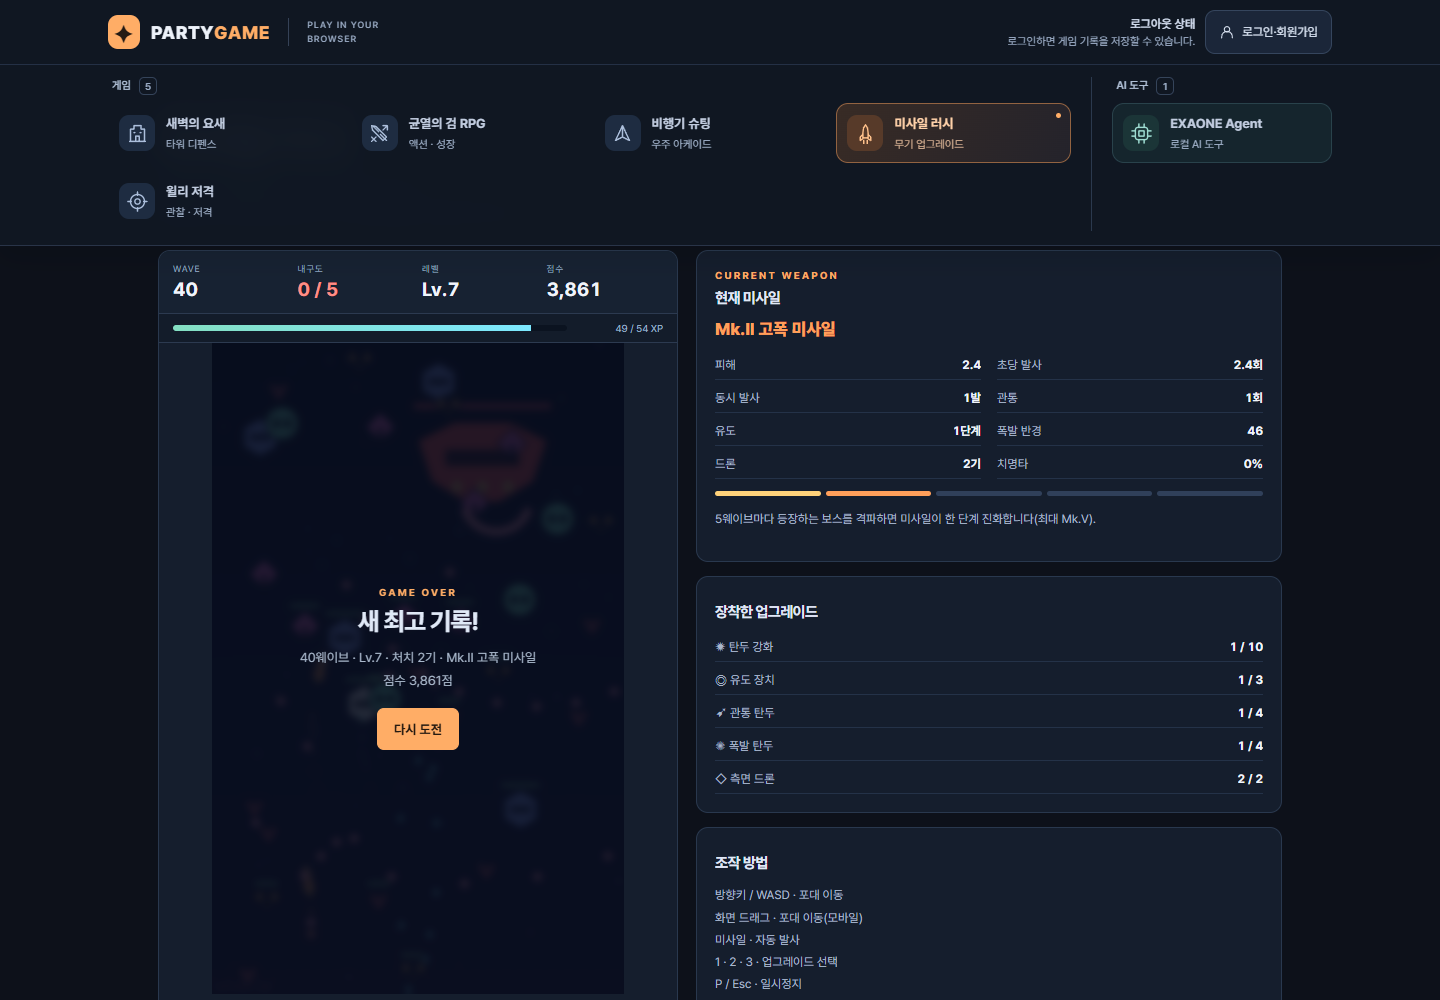 PARTYGAME
PLAY IN YOUR
BROWSER
로그아웃 상태
로그인하면 게임 기록을 저장할 수 있습니다.
로그인·회원가입
게임 5
새벽의 요새
타워 디펜스
균열의 검 RPG
액션 · 성장
비행기 슈팅
우주 아케이드
미사일 러시
무기 업그레이드
윌리 저격
관찰 · 저격
AI 도구 1
EXAONE Agent
로컬 AI 도구
WAVE
40
내구도
0 / 5
레벨
Lv.7
점수
3,861
49 / 54 XP
GAME OVER
새 최고 기록!
40웨이브 · Lv.7 · 처치 2기 · Mk.II 고폭 미사일
점수 3,861점
다시 도전
CURRENT WEAPON
현재 미사일
Mk.II 고폭 미사일
피해 2.4
초당 발사 2.4회
동시 발사 1발
관통 1회
유도 1단계
폭발 반경 46
드론 2기
치명타 0%
5웨이브마다 등장하는 보스를 격파하면 미사일이 한 단계 진화합니다(최대 Mk.V).
장착한 업그레이드
✹ 탄두 강화 1 / 10
◎ 유도 장치 1 / 3
➶ 관통 탄두 1 / 4
✺ 폭발 탄두 1 / 4
◇ 측면 드론 2 / 2
조작 방법
방향키 / WASD · 포대 이동
화면 드래그 · 포대 이동(모바일)
미사일 · 자동 발사
1 · 2 · 3 · 업그레이드 선택
P / Esc · 일시정지